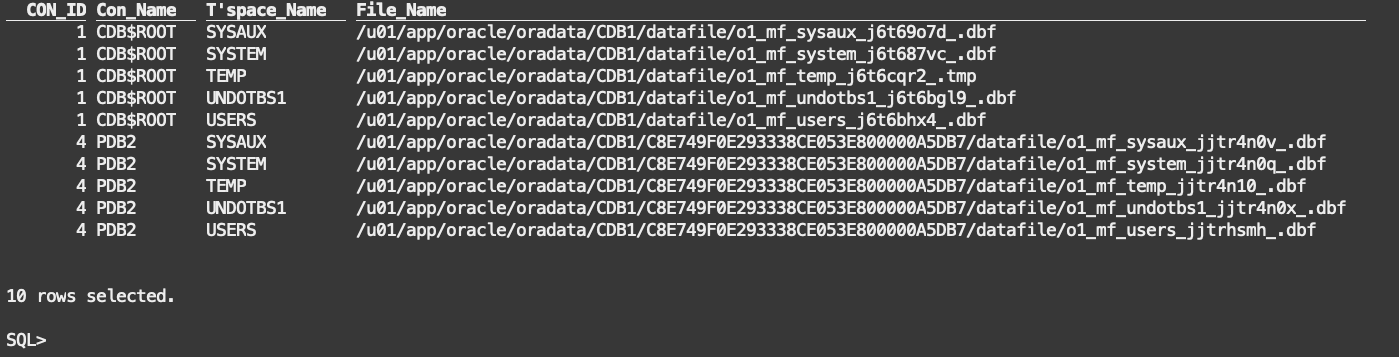 CON_ID Con_Name T'space_Name File_Name
1 CDB$ROOT SYSAUX /u01/app/oracle/oradata/CDB1/datafile/o1_mf_sysaux_j6t69o7d_.dbf
1 CDB$ROOT SYSTEM /u01/app/oracle/oradata/CDB1/datafile/o1_mf_system_j6t687vc_.dbf
1 CDB$ROOT TEMP /u01/app/oracle/oradata/CDB1/datafile/o1_mf_temp_j6t6cqr2_.tmp
1 CDB$ROOT UNDOTBS1 /u01/app/oracle/oradata/CDB1/datafile/o1_mf_undotbs1_j6t6bgl9_.dbf
1 CDB$ROOT USERS /u01/app/oracle/oradata/CDB1/datafile/o1_mf_users_j6t6bhx4_.dbf
4 PDB2 SYSAUX /u01/app/oracle/oradata/CDB1/C8E749F0E293338CE053E800000A5DB7/datafile/o1_mf_sysaux_jjtr4n0v_.dbf
4 PDB2 SYSTEM /u01/app/oracle/oradata/CDB1/C8E749F0E293338CE053E800000A5DB7/datafile/o1_mf_system_jjtr4n0q_.dbf
4 PDB2 TEMP /u01/app/oracle/oradata/CDB1/C8E749F0E293338CE053E800000A5DB7/datafile/o1_mf_temp_jjtr4n10_.dbf
4 PDB2 UNDOTBS1 /u01/app/oracle/oradata/CDB1/C8E749F0E293338CE053E800000A5DB7/datafile/o1_mf_undotbs1_jjtr4n0x_.dbf
4 PDB2 USERS /u01/app/oracle/oradata/CDB1/C8E749F0E293338CE053E800000A5DB7/datafile/o1_mf_users_jjtrhsmh_.dbf
10 rows selected.
SQL>